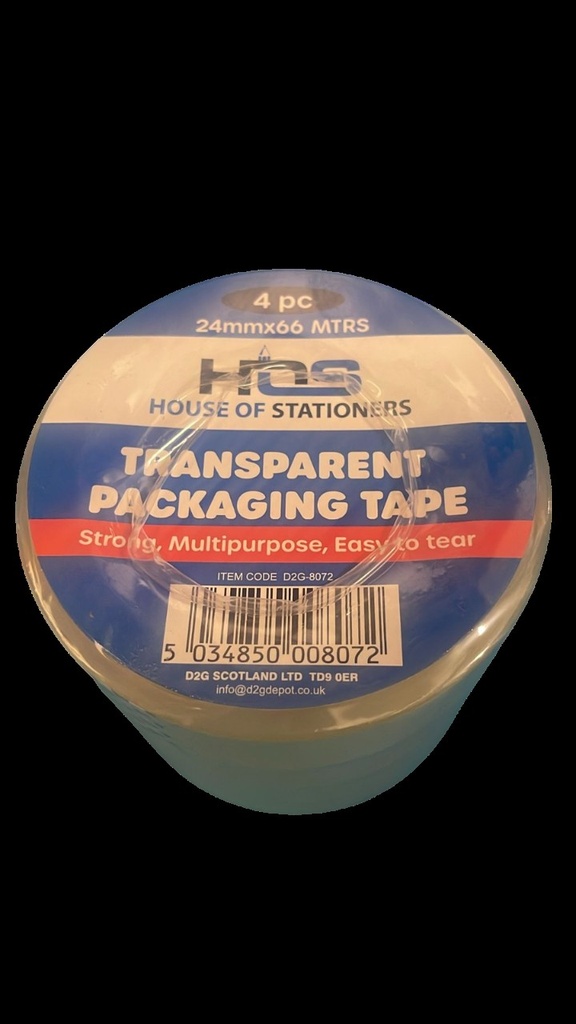 4 pc
24mmx66 MTRS
HOS
HOUSE OF STATIONERS
TRANSPARENT
PACKAGING TAPE
Strong, Multipurpose, Easy to tear
ITEM CODE D2G-8072
5 034850 008072
D2G SCOTLAND LTD TD9 0ER
info@d2gdepot.co.uk